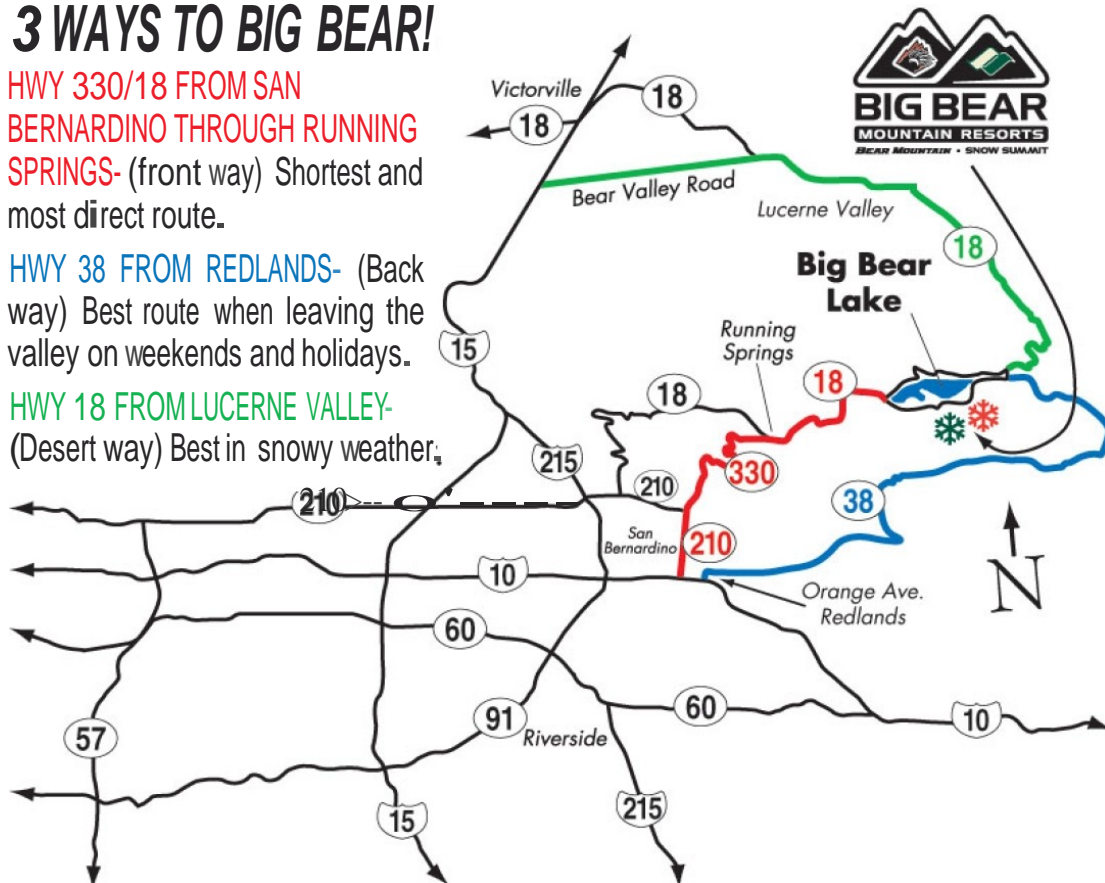 3 WAYS TO BIG BEAR!
HWY 330/18 FROM SAN
BERNARDINO THROUGH RUNNING
SPRINGS- (front way) Shortest and
most direct route.
HWY 38 FROM REDLANDS- (Back
way) Best route when leaving the
valley on weekends and holidays.
HWY 18 FROM LUCERNE VALLEY-
(Desert way) Best in snowy weather.
BIG BEAR
MOUNTAIN RESORTS
BEAR MOUNTAIN • SNOW SUMMIT
Victorville
18
18
Bear Valley Road
Lucerne Valley
18
Big Bear
Lake
Running
Springs
15
18
18
215
330
210
210
38
San
Bernardino
210
N
10
Orange Ave.
Redlands
60
60
10
91
Riverside
57
15
215